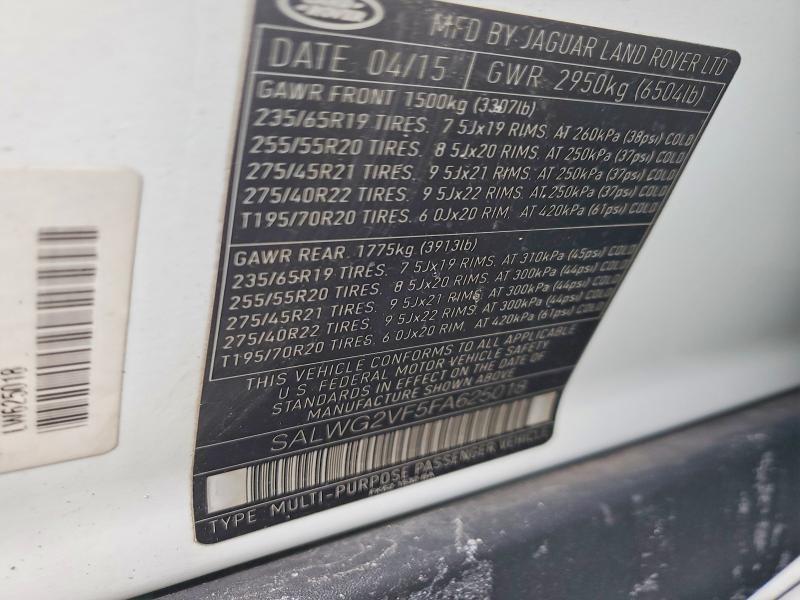 MFD BY JAGUAR LAND ROVER LTD
DATE 04/15 GWR 2950kg (6504lb)
GAWR FRONT 1500kg (3307lb)
235/65R19 TIRES. 7 5Jx19 RIMS. AT 260kPa (38psi) COLD
255/55R20 TIRES. 8 5Jx20 RIMS. AT 250kPa (37psi) COLD
275/45R21 TIRES. 9 5Jx21 RIMS. AT 250kPa (37psi) COLD
275/40R22 TIRES. 9 5Jx22 RIMS. AT 250kPa (37psi) COLD
T195/70R20 TIRES. 6 0Jx20 RIM. AT 420kPa (61psi) COLD
GAWR REAR. 1775kg (3913lb)
235/65R19 TIRES. 7 5Jx19 RIMS. AT 310kPa (45psi) COLD
255/55R20 TIRES. 8 5Jx20 RIMS. AT 300kPa (44psi) COLD
275/45R21 TIRES. 9 5Jx21 RIMS. AT 300kPa (44psi) COLD
275/40R22 TIRES. 9 5Jx22 RIMS. AT 300kPa (44psi) COLD
T195/70R20 TIRES. 6 0Jx20 RIM. AT 420kPa (61psi) COLD
THIS VEHICLE CONFORMS TO ALL APPLICABLE
U S FEDERAL MOTOR VEHICLE SAFETY
STANDARDS IN EFFECT ON THE DATE OF
MANUFACTURE SHOWN ABOVE
SALWG2VF5FA625018
TYPE MULTI-PURPOSE PASSENGER VEHICLE
LW625018